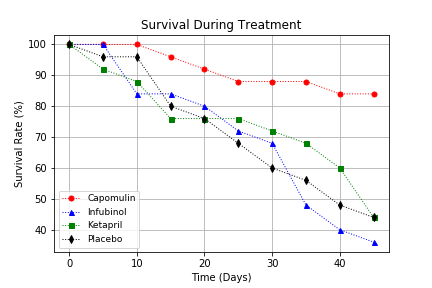 Survival During Treatment
Survival Rate (%)
100
90
80
70
60
50
40
Capomulin
Infubinol
Ketapril
Placebo
0 10 20 30 40
Time (Days)